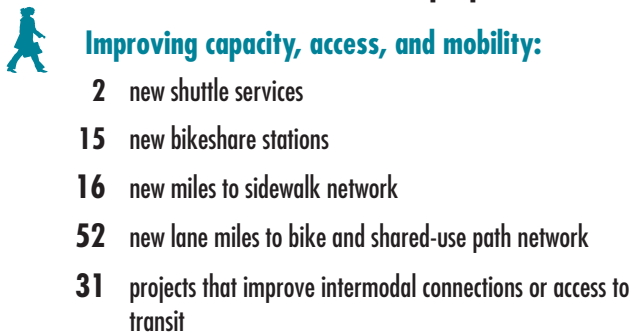 Improving capacity, access, and mobility:
2 new shuttle services
15 new bikeshare stations
16 new miles to sidewalk network
52 new lane miles to bike and shared-use path network
31 projects that improve intermodal connections or access to
transit